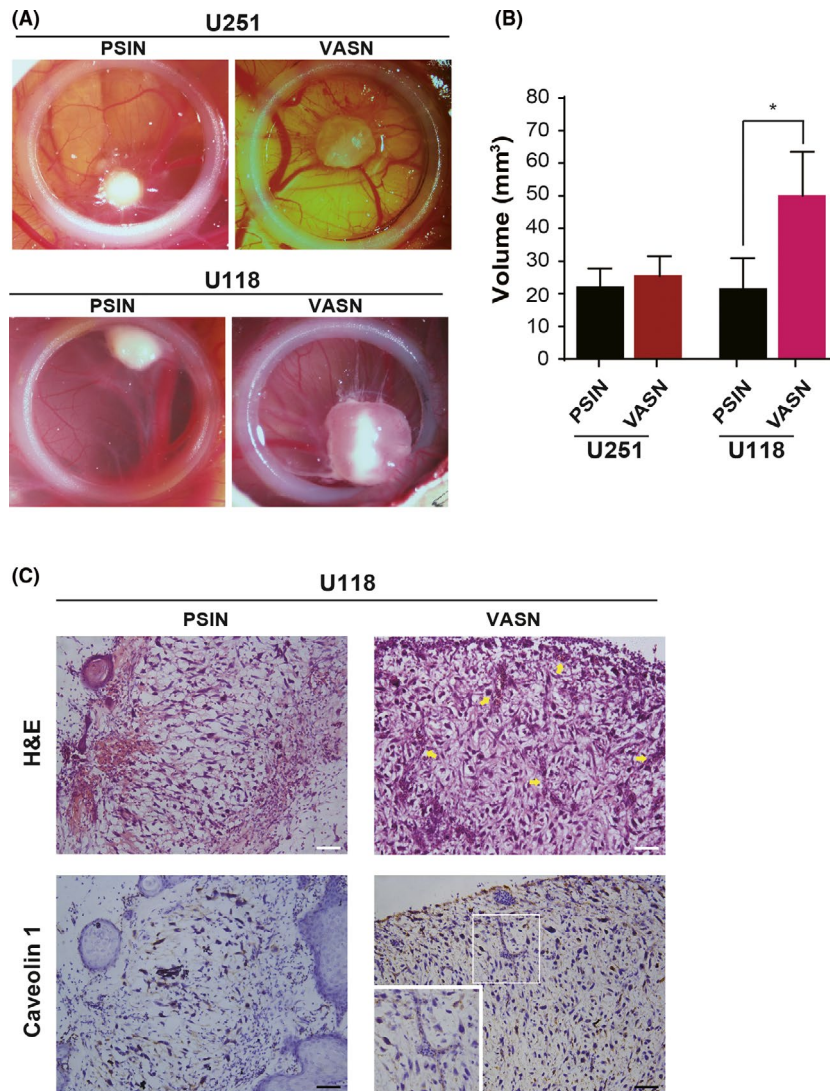 (A)
U251
PSIN VASN
U118
PSIN VASN
(B)
Volume (mm³)
80
70
60
50
40
30
20
10
0
*
PSIN VASN PSIN VASN
U251 U118
(C)
U118
PSIN VASN
H&E
Caveolin 1